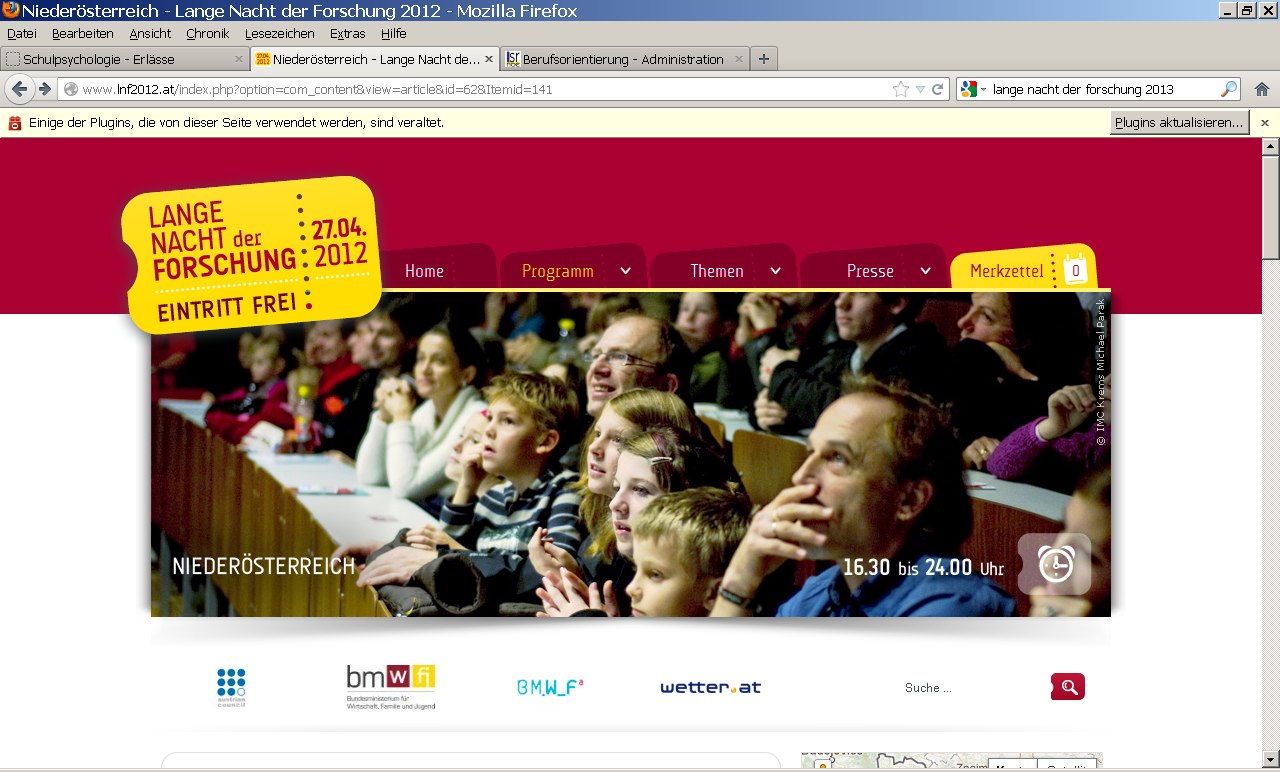 Niederösterreich - Lange Nacht der Forschung 2012 - Mozilla Firefox
Datei Bearbeiten Ansicht Chronik Lesezeichen Extras Hilfe
Schulpsychologie - Erlässe
Niederösterreich - Lange Nacht de...
Berufsorientierung - Administration
www.lnf2012.at/index.php?option=com_content&view=article&id=62&Itemid=141
lange nacht der forschung 2013
Einige der Plugins, die von dieser Seite verwendet werden, sind veraltet.
Plugins aktualisieren...
LANGE
NACHT der
FORSCHUNG
27.04.
2012
EINTRITT FREI
Home
Programm
Themen
Presse
Merkzettel 0
© IMC Krems Michael Parak
NIEDERÖSTERREICH
16.30 bis 24.00 Uhr
austrian
council
bmwfj
Bundesministerium für
Wirtschaft, Familie und Jugend
BM.W_Fa
wetter.at
Suche...